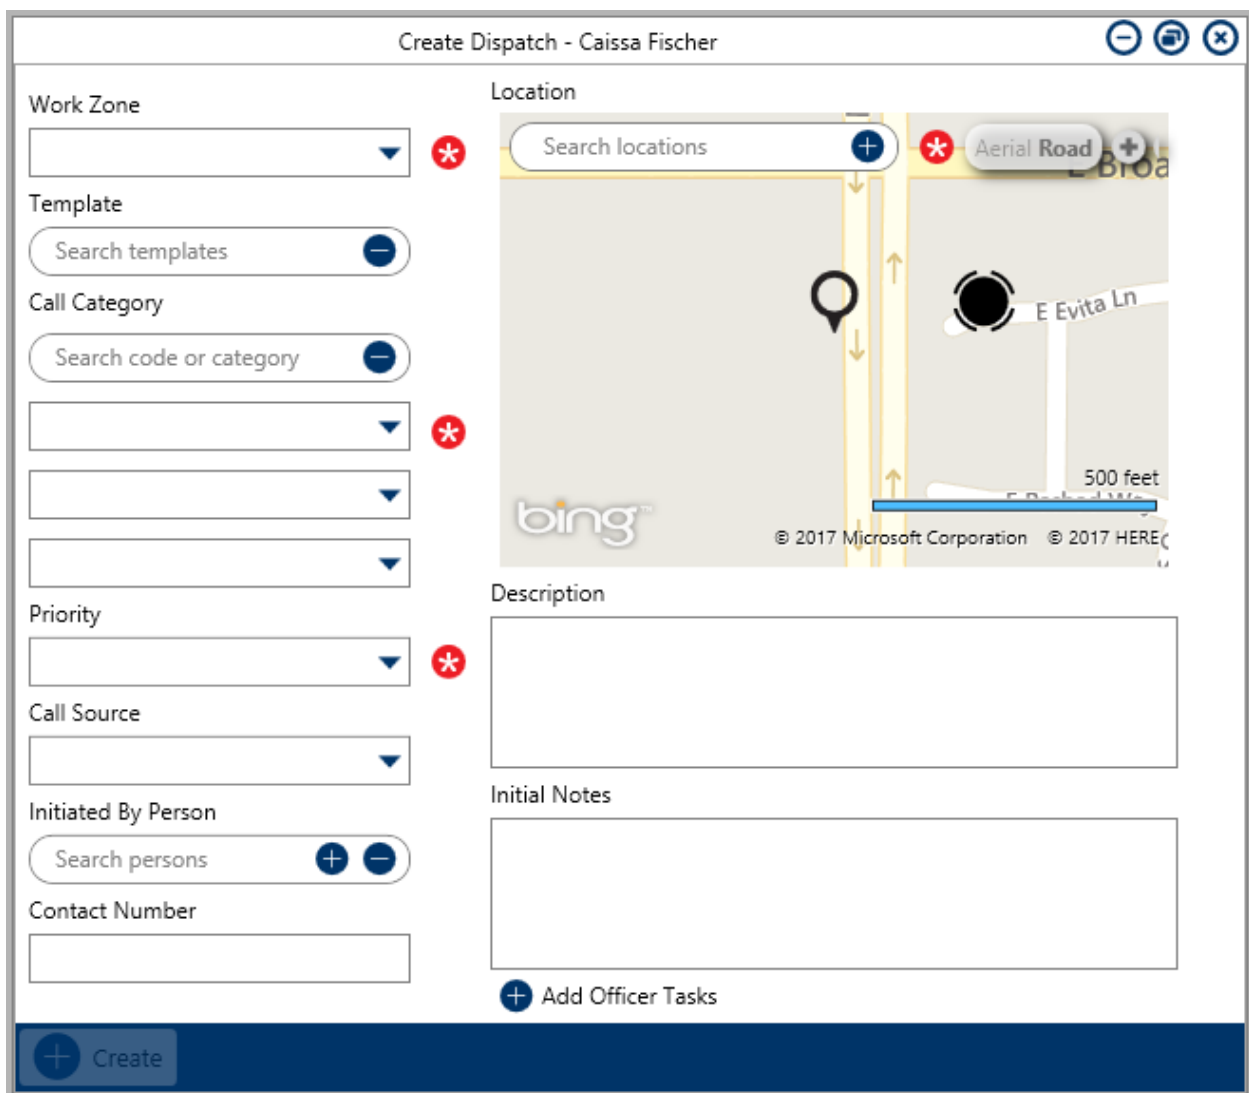 Create Dispatch - Caissa Fischer
Work Zone
Template
Search templates
Call Category
Search code or category
Priority
Call Source
Initiated By Person
Search persons
Contact Number
Location
Search locations
Aerial Road
E Broa
E Evita Ln
500 feet
bing™
© 2017 Microsoft Corporation © 2017 HERE
Description
Initial Notes
Add Officer Tasks
Create